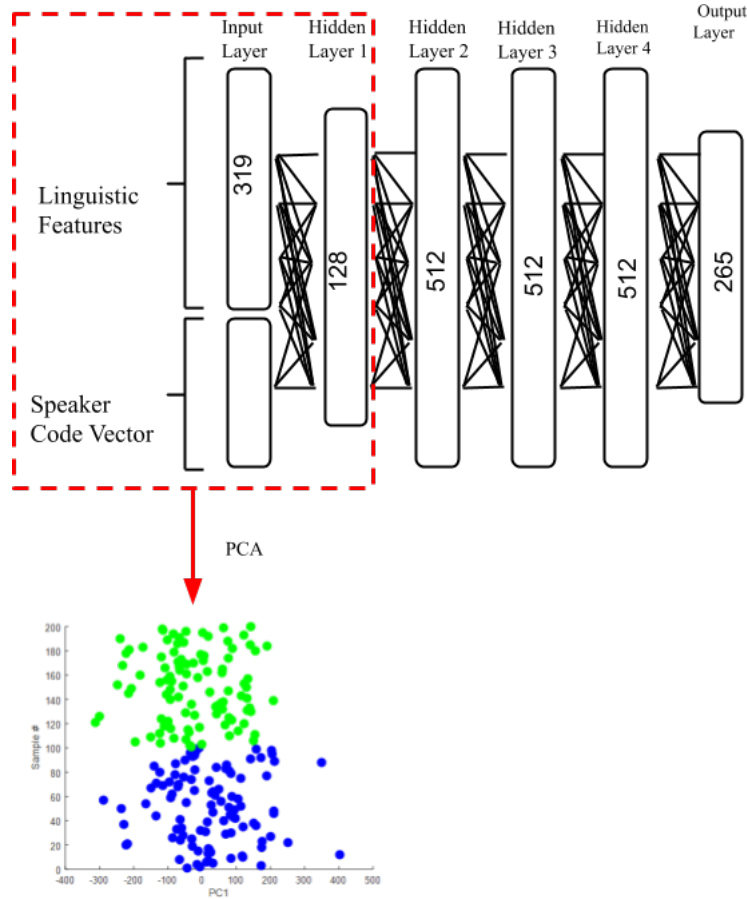 Input
Layer
Hidden
Layer 1
Hidden
Layer 2
Hidden
Layer 3
Hidden
Layer 4
Output
Layer
Linguistic
Features
319
128
512
512
512
265
Speaker
Code Vector
PCA
200
180
160
140
120
100
80
60
40
20
0
Sample #
-400
-300
-200
-100
0
100
200
300
400
500
PC1